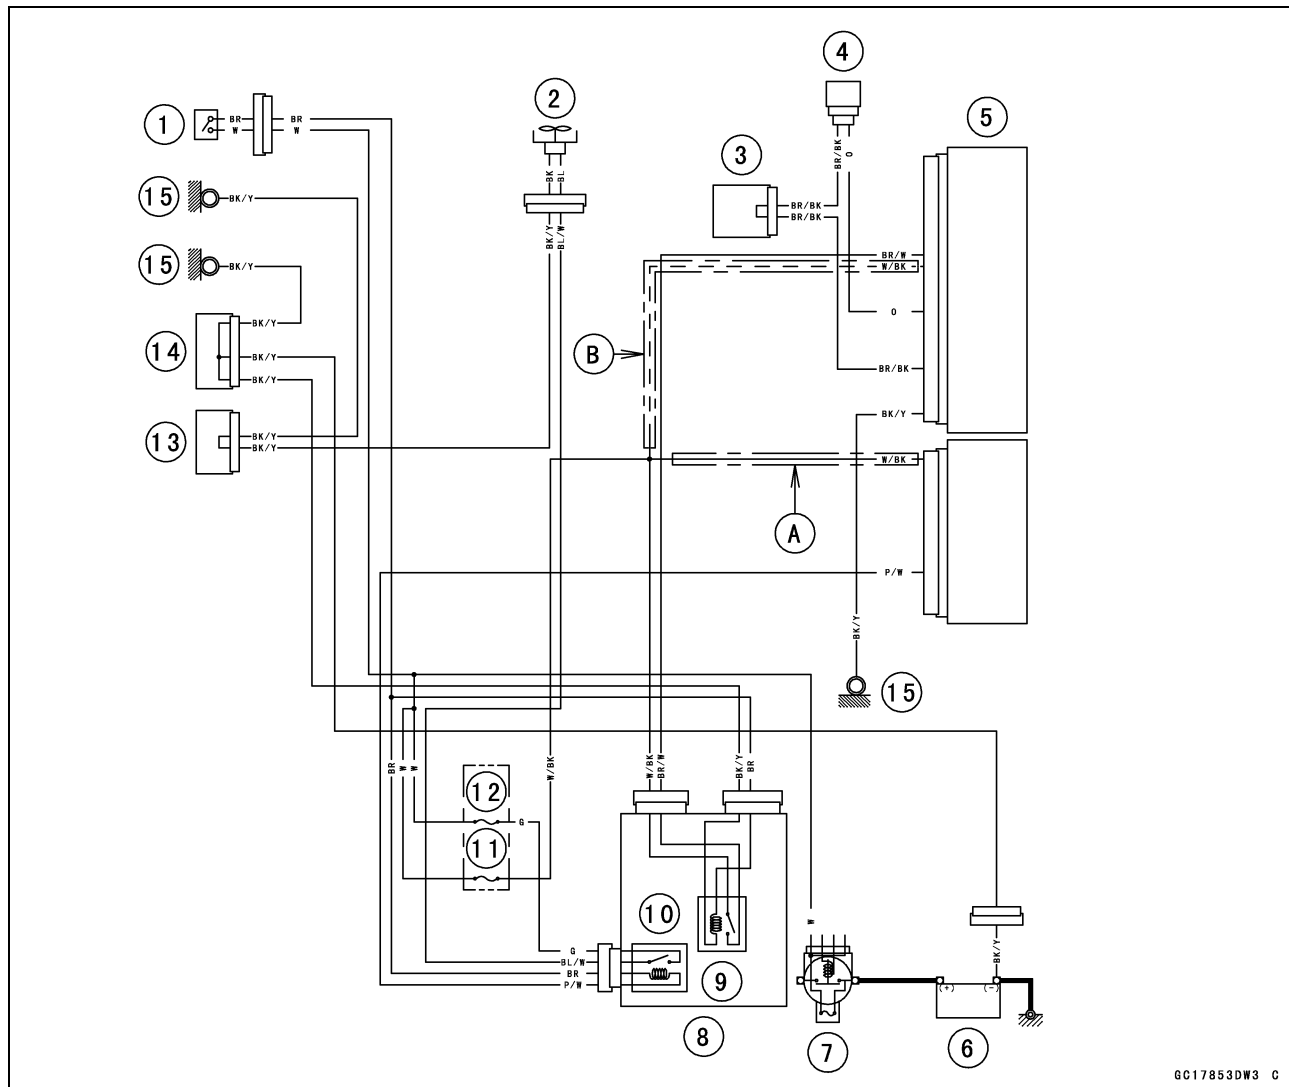 4
2
5
1
BR
BR
W
W
BR/BK
O
3
BK
BL
15
BK/Y
BR/BK
BR/BK
BK/Y
BL/W
15
BK/Y
BR/W
W/BK
O
BK/Y
14
BK/Y
B
BK/Y
BR/BK
13
BK/Y
BK/Y
BK/Y
W/BK
A
P/W
BK/Y
15
BR
W
W
W/BK
W/BK
BR/W
BK/Y
BR
12
G
11
10
W
G
BL/W
BR
P/W
9
BK/Y
(+)
(-)
8
7
6
GC17853DW3 C